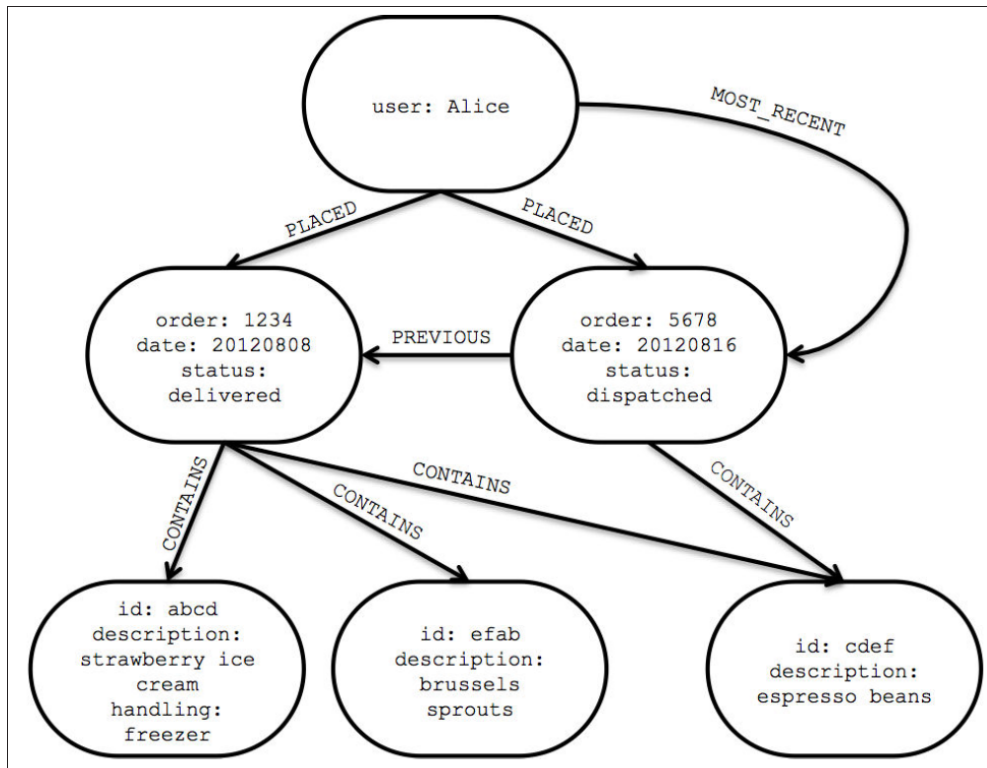 user: Alice
MOST_RECENT
PLACED
PLACED
order: 1234
date: 20120808
status:
delivered
PREVIOUS
order: 5678
date: 20120816
status:
dispatched
CONTAINS
CONTAINS
CONTAINS
CONTAINS
id: abcd
description:
strawberry ice
cream
handling:
freezer
id: efab
description:
brussels
sprouts
id: cdef
description:
espresso beans